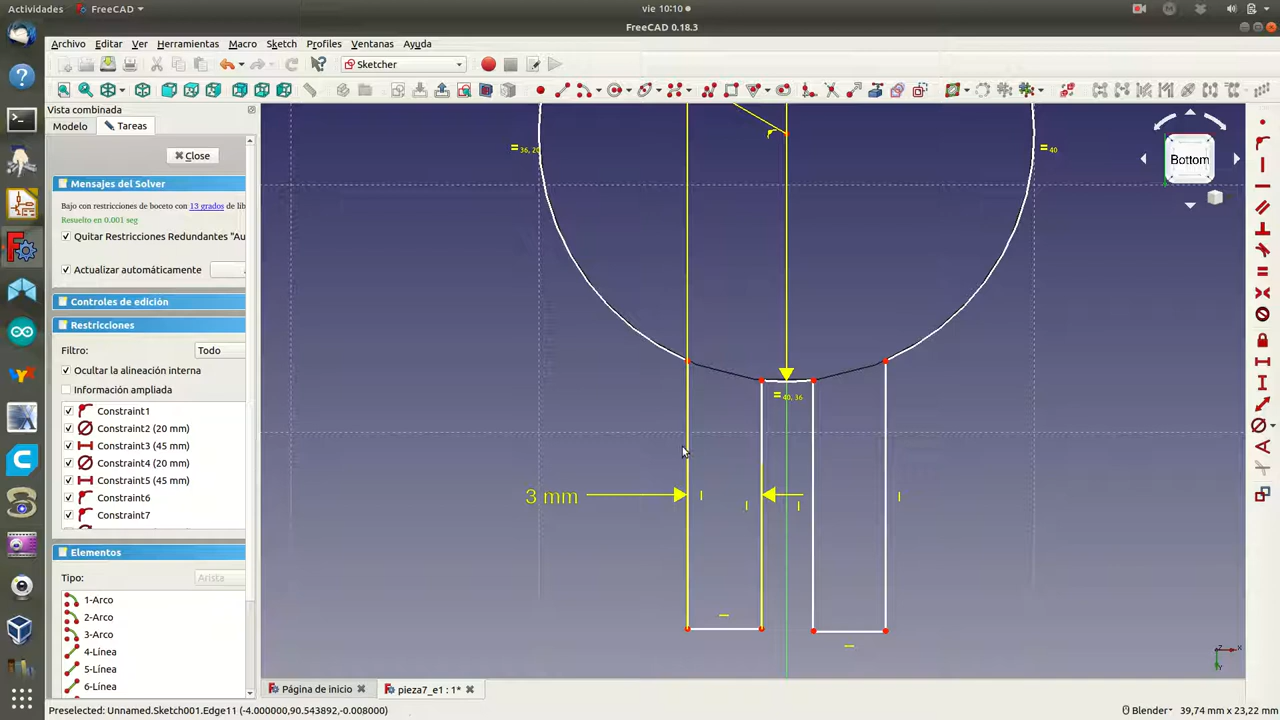 Actividades FreeCAD vie 10:10
FreeCAD 0.18.3
Archivo Editar Ver Herramientas Macro Sketch Profiles Ventanas Ayuda
Sketcher
Vista combinada
Modelo Tareas
Close
Mensajes del Solver
Bajo con restricciones de boceto con 13 grados de lib
Resuelto en 0.001 seg
Quitar Restricciones Redundantes "Au
Actualizar automáticamente
Controles de edición
Restricciones
Filtro: Todo
Ocultar la alineación interna
Información ampliada
Constraint1
Constraint2 (20 mm)
Constraint3 (45 mm)
Constraint4 (20 mm)
Constraint5 (45 mm)
Constraint6
Constraint7
Elementos
Tipo: Arista
1-Arco
2-Arco
3-Arco
4-Línea
5-Línea
6-Línea
36, 20
40
40, 36
3 mm
Bottom
Página de inicio pieza7_e1 : 1*
Preselected: Unnamed.Sketch001.Edge11 (-4.000000,90.543892,-0.008000) Blender 39,74 mm x 23,22 mm